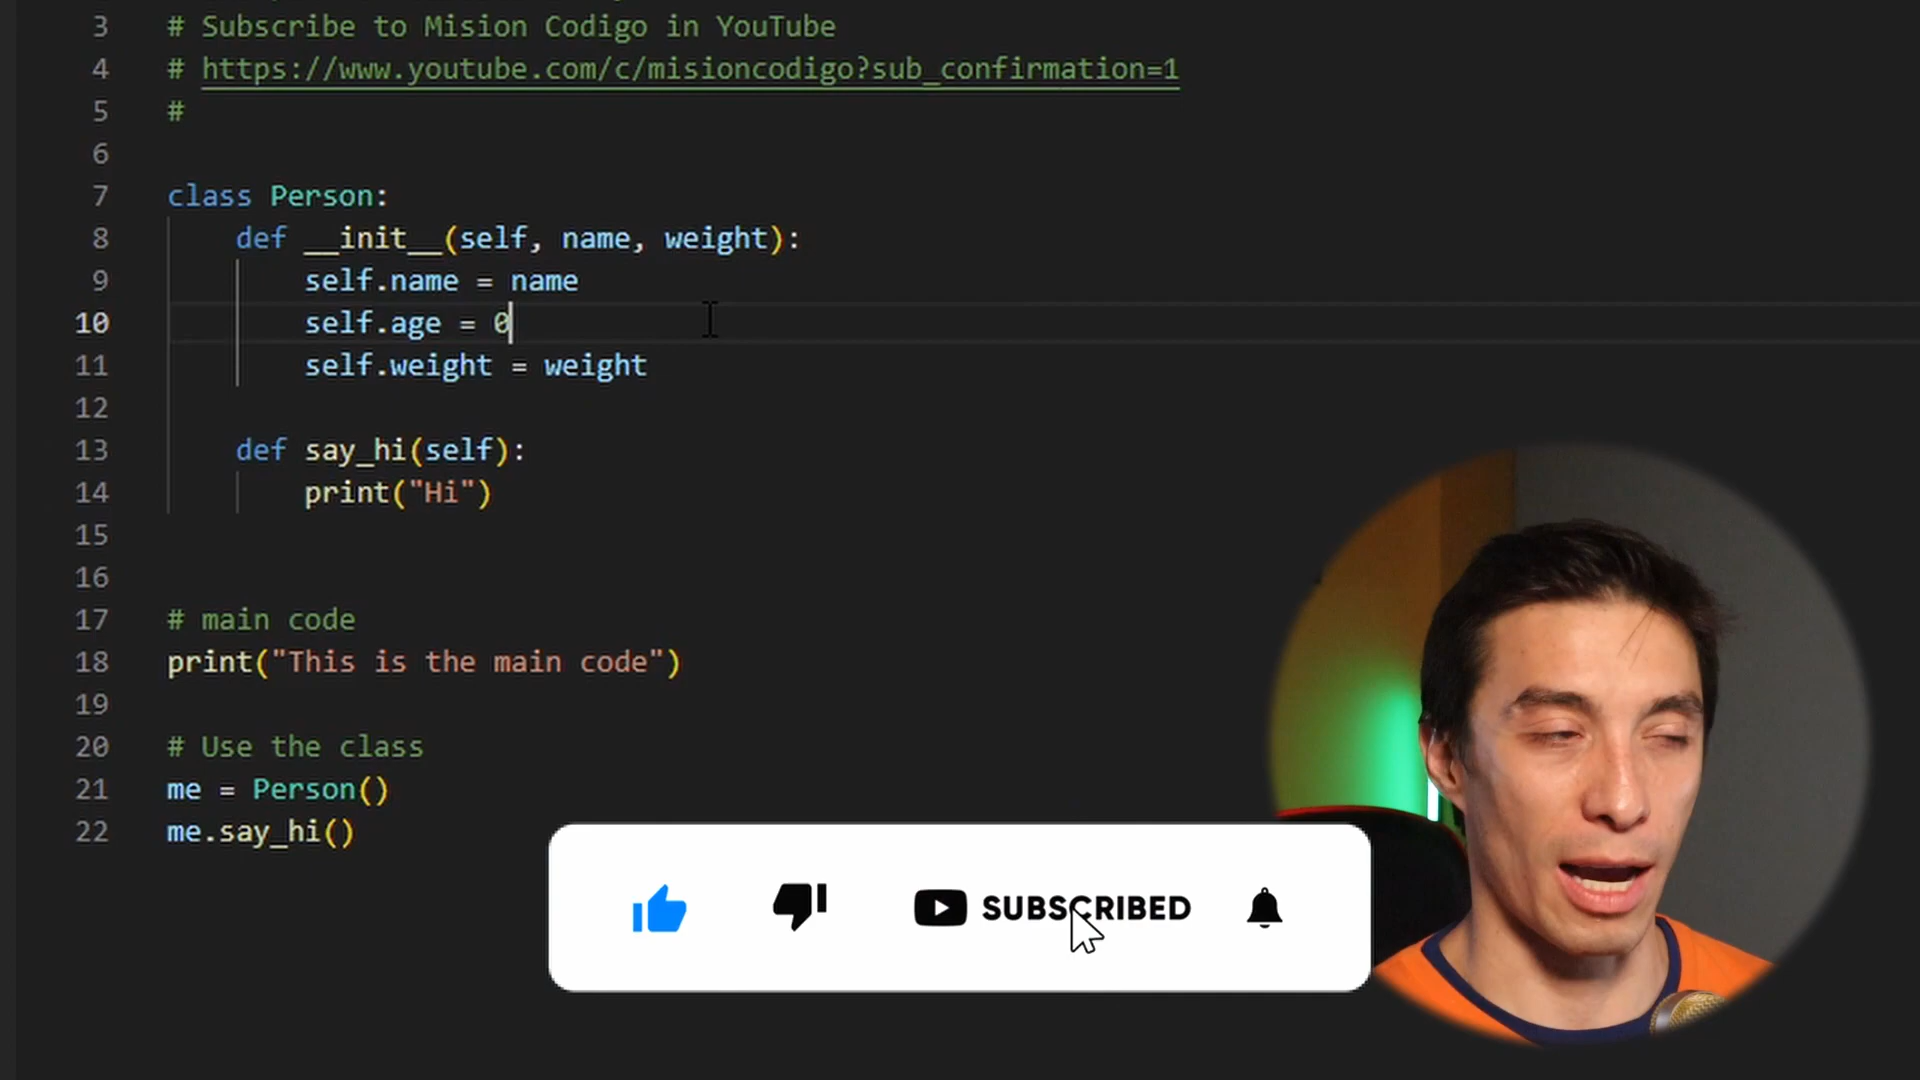 3 # Subscribe to Mision Codigo in YouTube
4 # https://www.youtube.com/c/misioncodigo?sub_confirmation=1
5 #
6
7 class Person:
8 def __init__(self, name, weight):
9 self.name = name
10 self.age = 0
11 self.weight = weight
12
13 def say_hi(self):
14 print("Hi")
15
16
17 # main code
18 print("This is the main code")
19
20 # Use the class
21 me = Person()
22 me.say_hi()
SUBSCRIBED